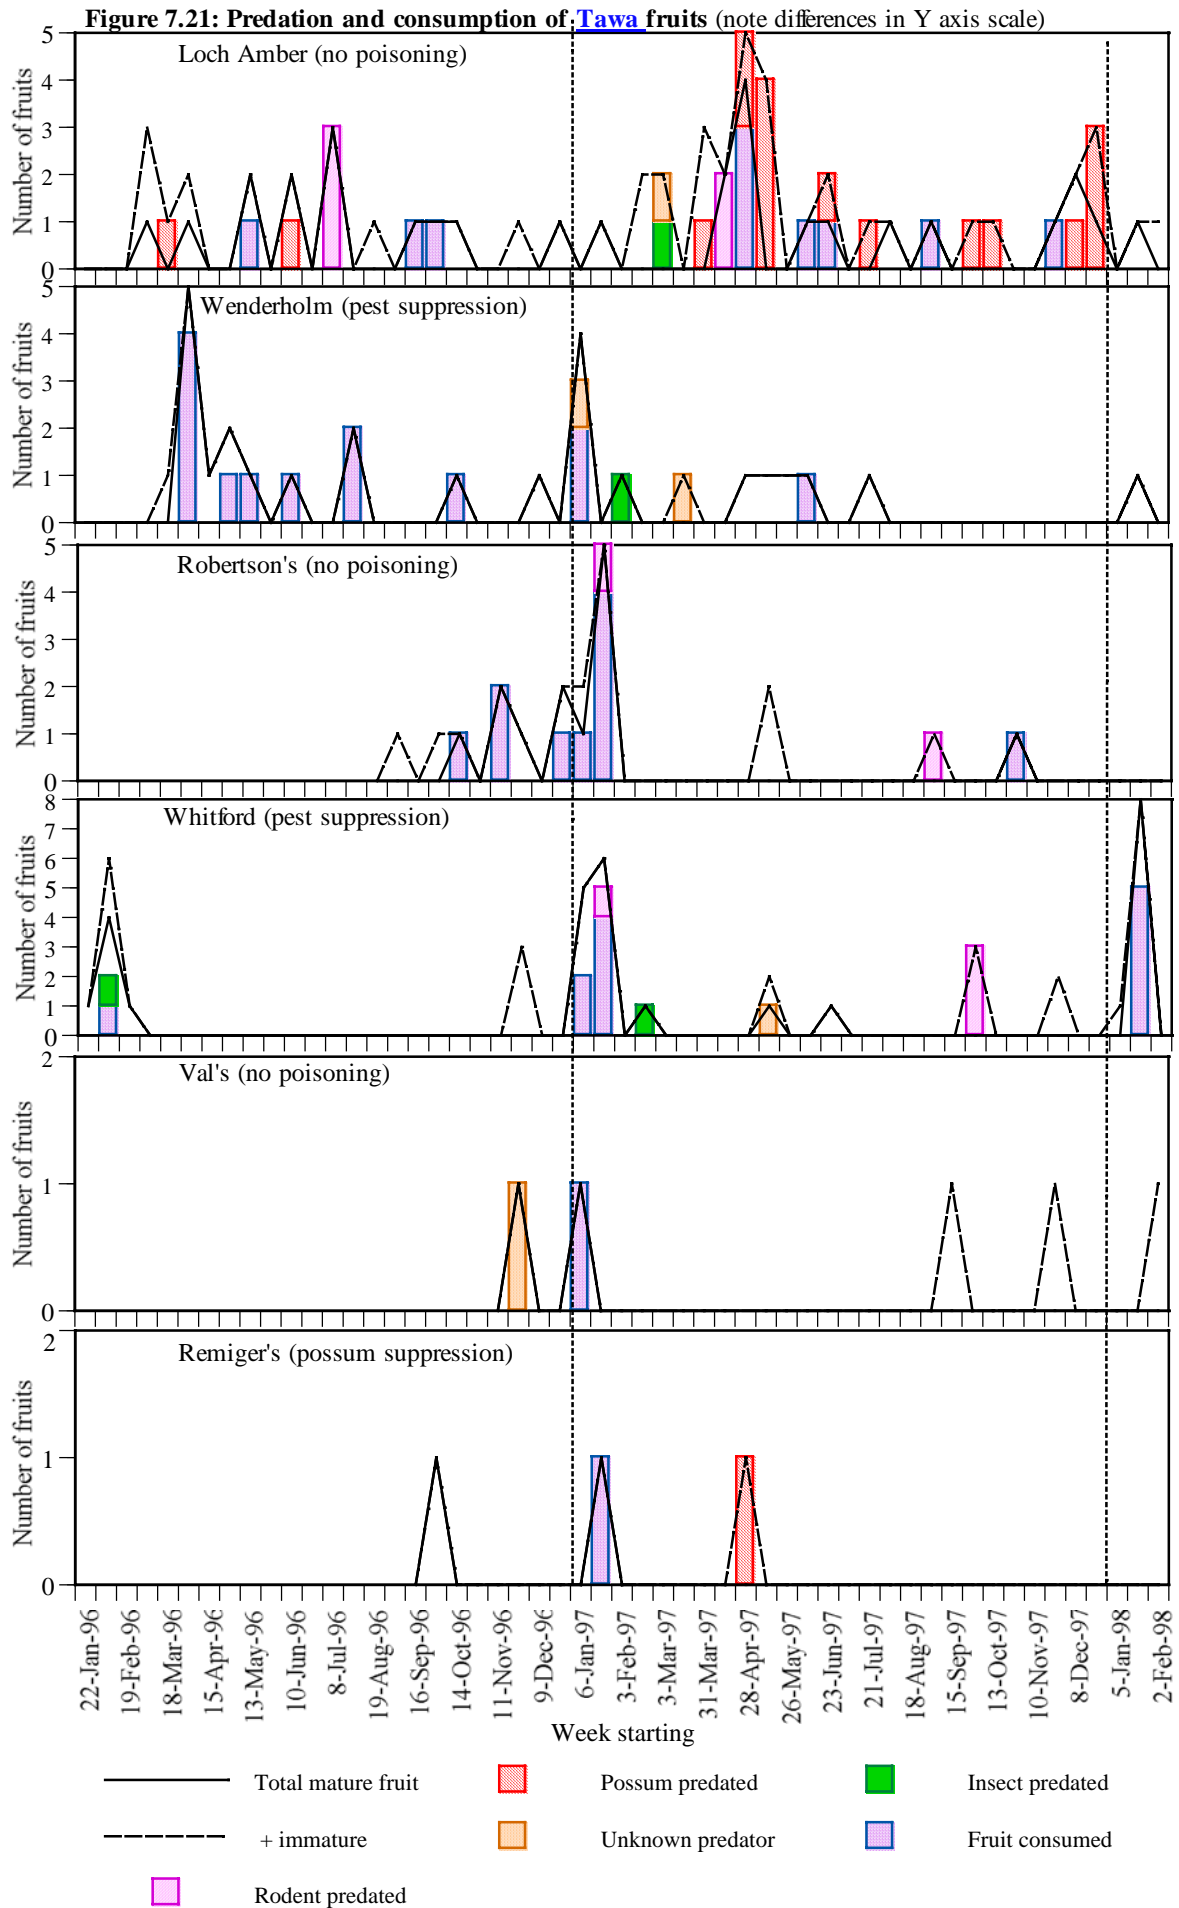 Figure 7.21: Predation and consumption of Tawa fruits (note differences in Y axis scale)
Loch Amber (no poisoning)
Number of fruits
5
4
3
2
1
0
Wenderholm (pest suppression)
Number of fruits
5
4
3
2
1
0
Robertson's (no poisoning)
Number of fruits
5
4
3
2
1
0
Whitford (pest suppression)
Number of fruits
8
7
6
5
4
3
2
1
0
Val's (no poisoning)
Number of fruits
2
1
0
Remiger's (possum suppression)
Number of fruits
2
1
0
22-Jan-96
19-Feb-96
18-Mar-96
15-Apr-96
13-May-96
10-Jun-96
8-Jul-96
19-Aug-96
16-Sep-96
14-Oct-96
11-Nov-96
9-Dec-96
6-Jan-97
3-Feb-97
3-Mar-97
31-Mar-97
28-Apr-97
26-May-97
23-Jun-97
21-Jul-97
18-Aug-97
15-Sep-97
13-Oct-97
10-Nov-97
8-Dec-97
5-Jan-98
2-Feb-98
Week starting
Total mature fruit
Possum predated
Insect predated
+ immature
Unknown predator
Fruit consumed
Rodent predated